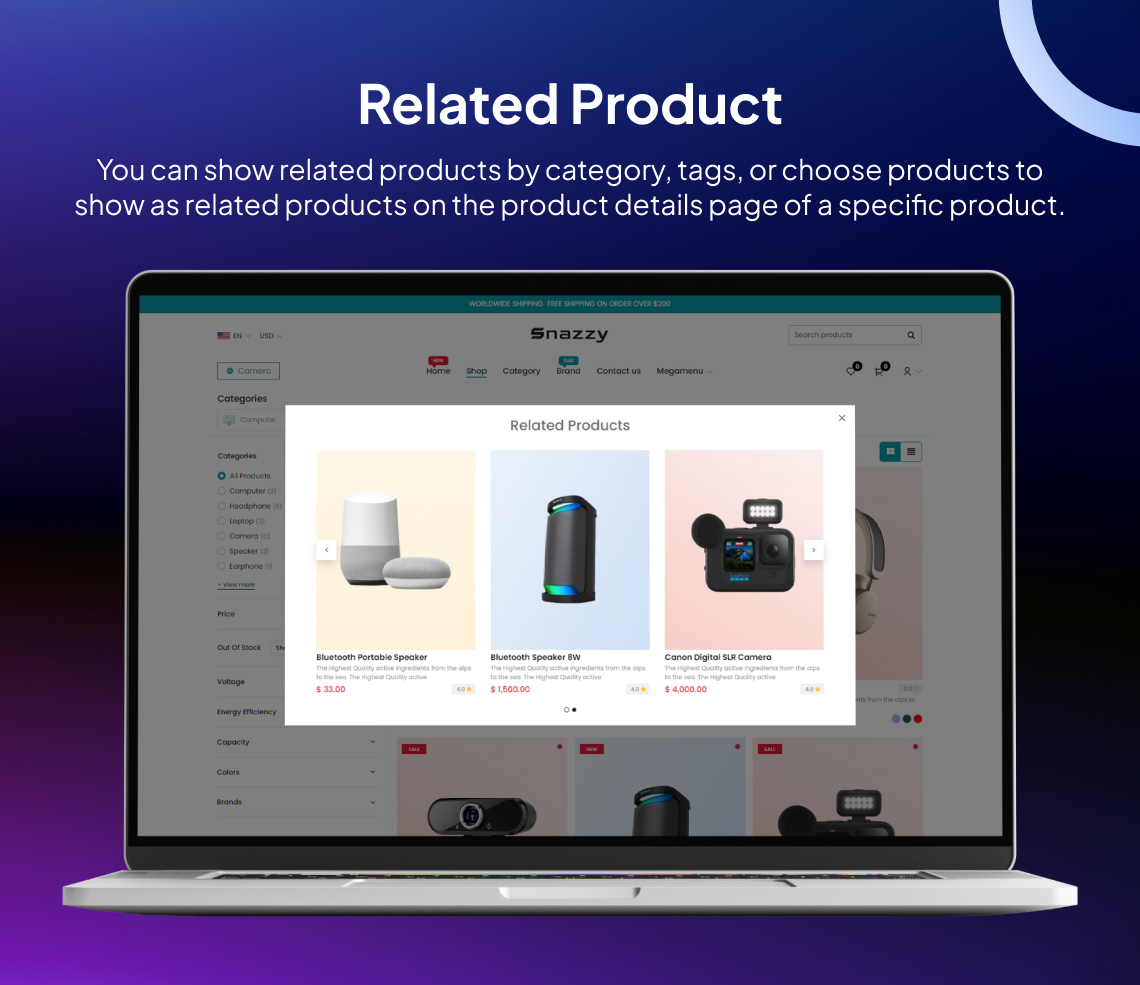 Related Product
You can show related products by category, tags, or choose products to
show as related products on the product details page of a specific product.
WORLDWIDE SHIPPING FREE SHIPPING ON ORDER OVER $200
EN USD
Snazzy
Search products
Camera
NEW
SALE
Home Shop Category Brand Contact us Megamenu
0 0
Categories
Computer
Related Products
Categories
All Products
Computer (3)
Headphone (0)
Laptop (3)
Camera (0)
Speaker (2)
Earphone (1)
+ View more
Price
Out Of Stock
Voltage
Energy Efficiency
Capacity
Colors
Brands
Bluetooth Portable Speaker
The Highest Quality active ingredients from the alps
to the sea. The Highest Quality active
$ 33.00 4.0
Bluetooth Speaker 8W
The Highest Quality active ingredients from the alps
to the sea. The Highest Quality active
$ 1,500.00 4.0
Canon Digital SLR Camera
The Highest Quality active ingredients from the alps
to the sea. The Highest Quality active
$ 4,000.00 4.0
from the alps to
SALE
NEW
SALE